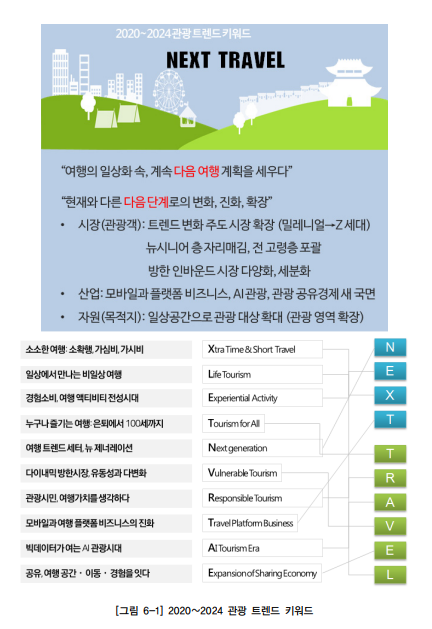 2020~2024 관광 트렌드 키워드
NEXT TRAVEL
“여행의 일상화 속, 계속 다음 여행 계획을 세우다”
“현재와 다른 다음 단계로의 변화, 진화, 확장”
• 시장(관광객): 트렌드 변화 주도 시장 확장 (밀레니얼→Z 세대)
뉴시니어 층 자리매김, 전 고령층 포괄
방한 인바운드 시장 다양화, 세분화
• 산업: 모바일과 플랫폼 비즈니스, AI 관광, 관광 공유경제 새 국면
• 자원(목적지): 일상공간으로 관광 대상 확대 (관광 영역 확장)
소소한 여행: 소확행, 가심비, 가시비 Xtra Time & Short Travel N
일상에서 만나는 비일상 여행 Life Tourism E
경험소비, 여행 액티비티 전성시대 Experiential Activity X
누구나 즐기는 여행: 은퇴에서 100세까지 Tourism for All T
여행 트렌드 세터, 뉴 제너레이션 Next generation T
다이내믹 방한시장, 유동성과 다변화 Vulnerable Tourism R
관광시민, 여행가치를 생각하다 Responsible Tourism A
모바일과 여행 플랫폼 비즈니스의 진화 Travel Platform Business V
빅데이터가 여는 AI 관광시대 AI Tourism Era E
공유, 여행 공간 · 이동 · 경험을 잇다 Expansion of Sharing Economy L
[그림 6-1] 2020~2024 관광 트렌드 키워드